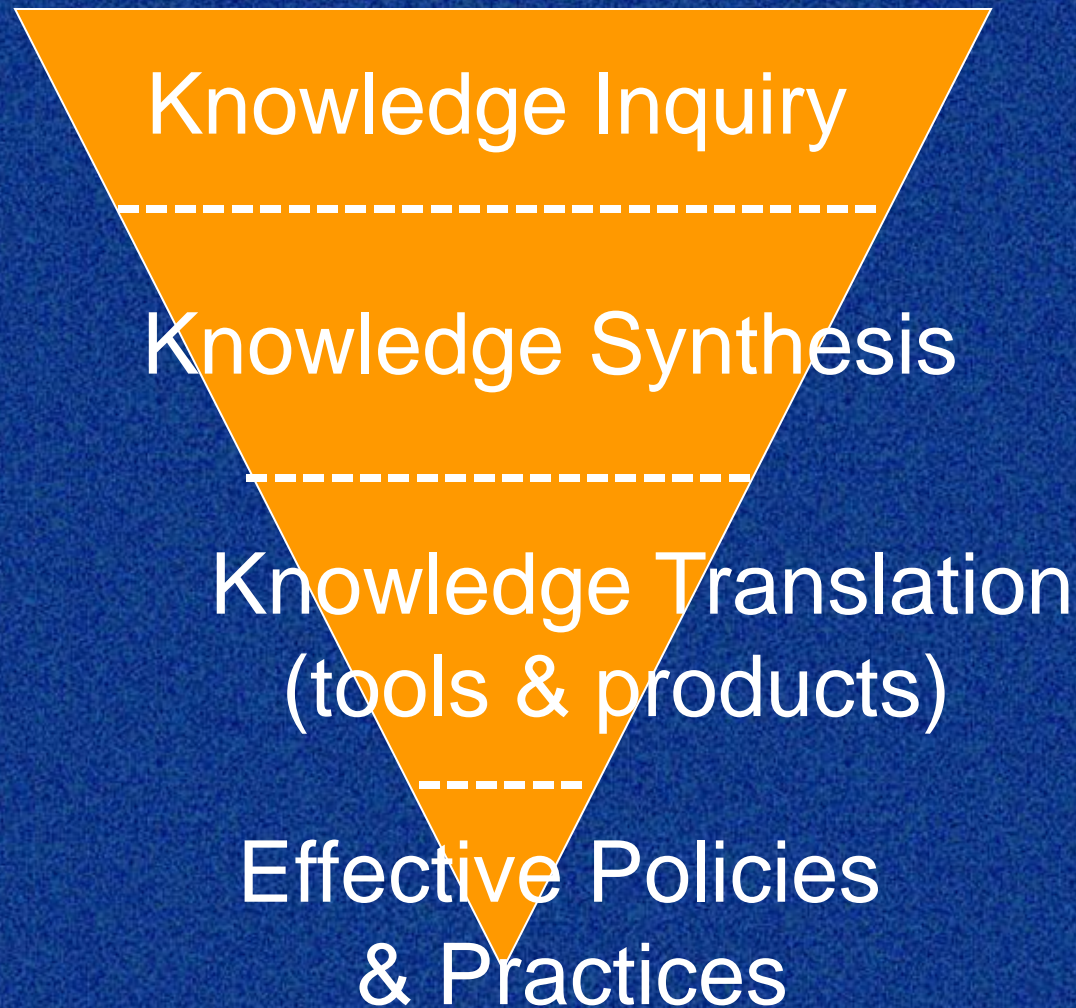 Knowledge Inquiry
Knowledge Synthesis
Knowledge Translation
(tools & products)
Effective Policies
& Practices